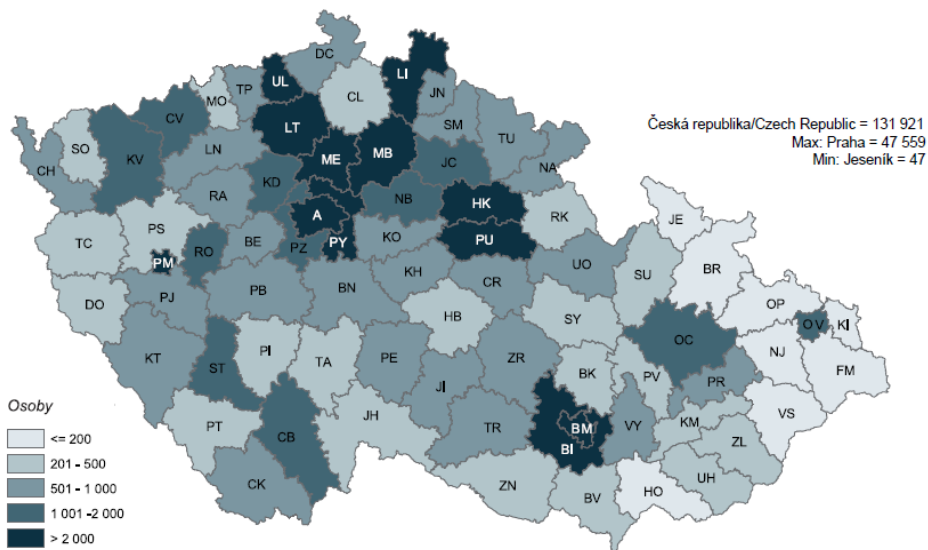 DC
UL
LI
MO
TP
CL
JN
CV
LT
SM
SO
KV
LN
ME
MB
TU
CH
JC
NA
KD
RA
NB
HK
A
RK
JE
PS
TC
RO
BE
PZ
PY
KO
PU
PM
UO
SU
BR
DO
PJ
PB
BN
KH
CR
OP
OV
KI
HB
SY
OC
NJ
FM
KT
ST
PI
TA
PE
ZR
BK
PV
PR
JI
VS
PT
CB
JH
TR
BM
BI
VY
KM
ZL
CK
ZN
BV
HO
UH
Česká republika/Czech Republic = 131 921
Max: Praha = 47 559
Min: Jeseník = 47
Osoby
<= 200
201 - 500
501 - 1 000
1 001 -2 000
> 2 000